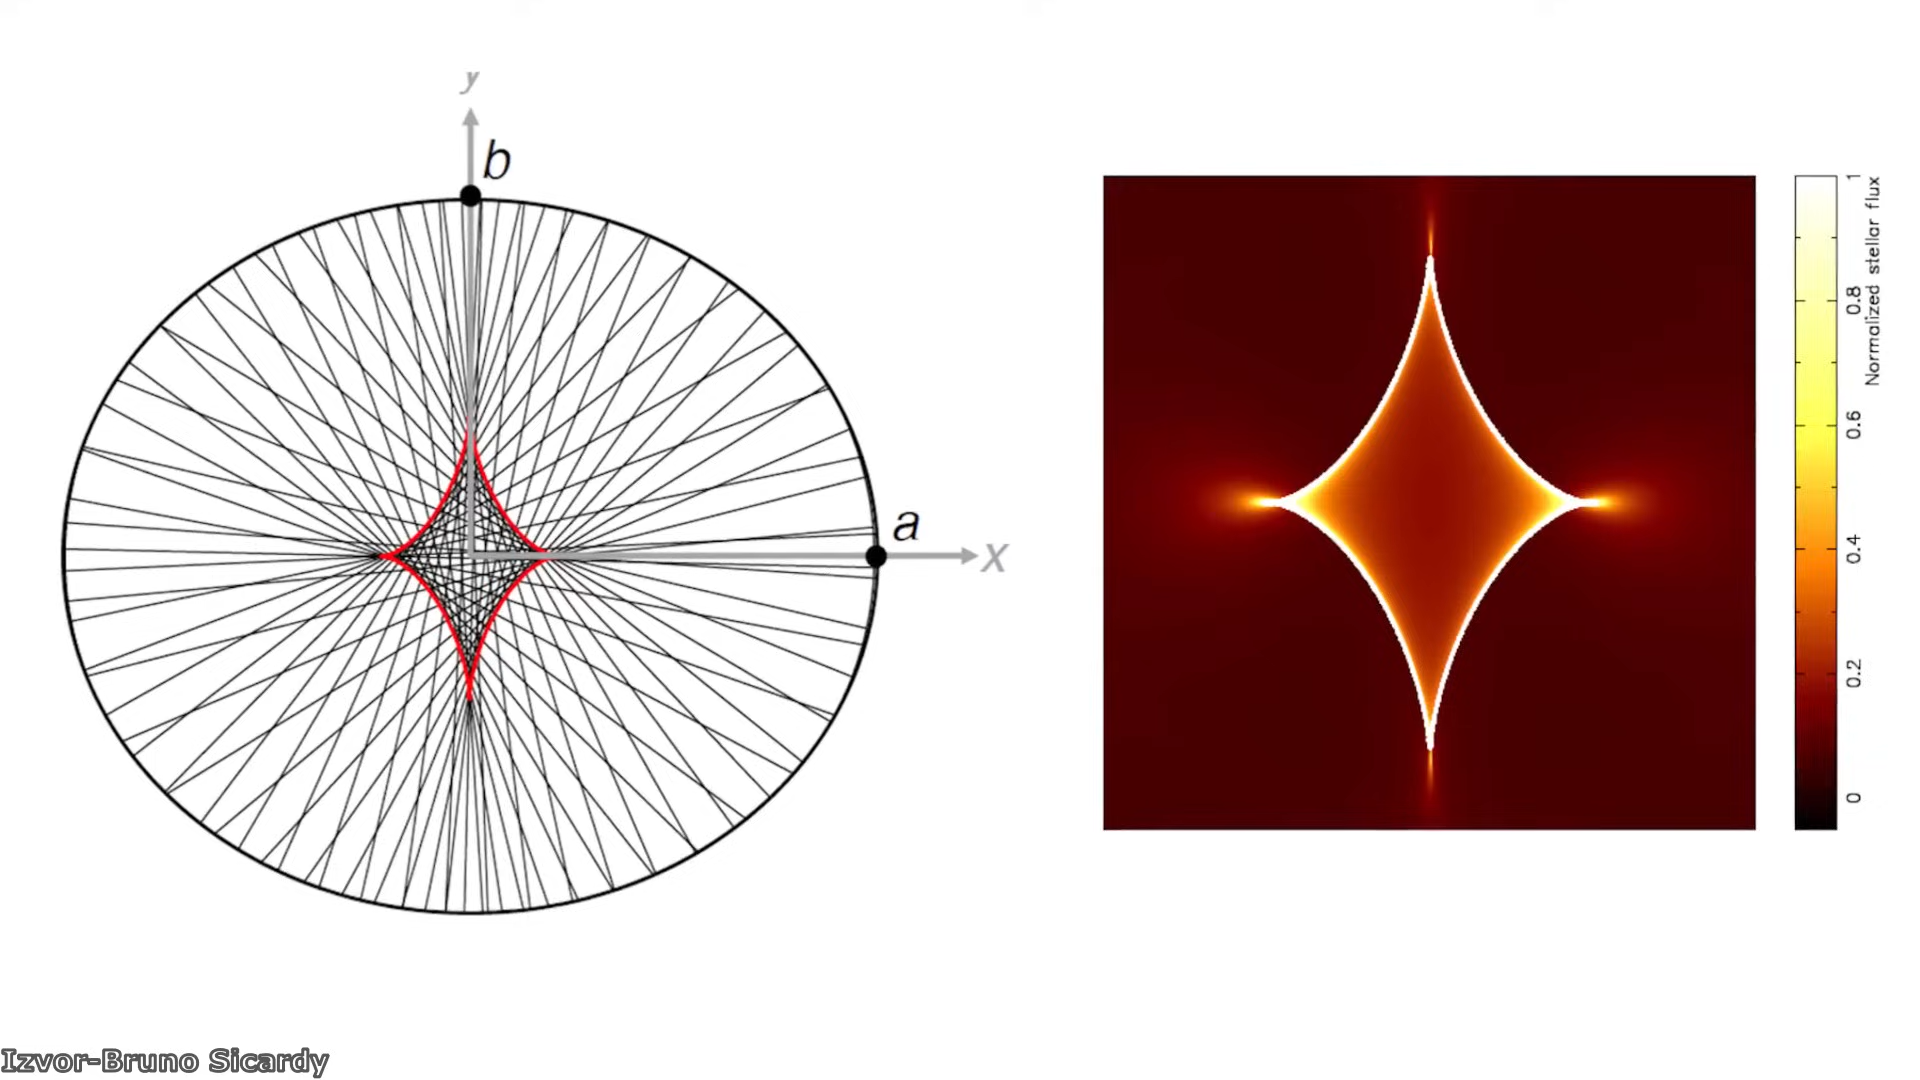 y
b
a
x
1
0.8
0.6
0.4
0.2
0
Normalized stellar flux
Izvor-Bruno Sicardy